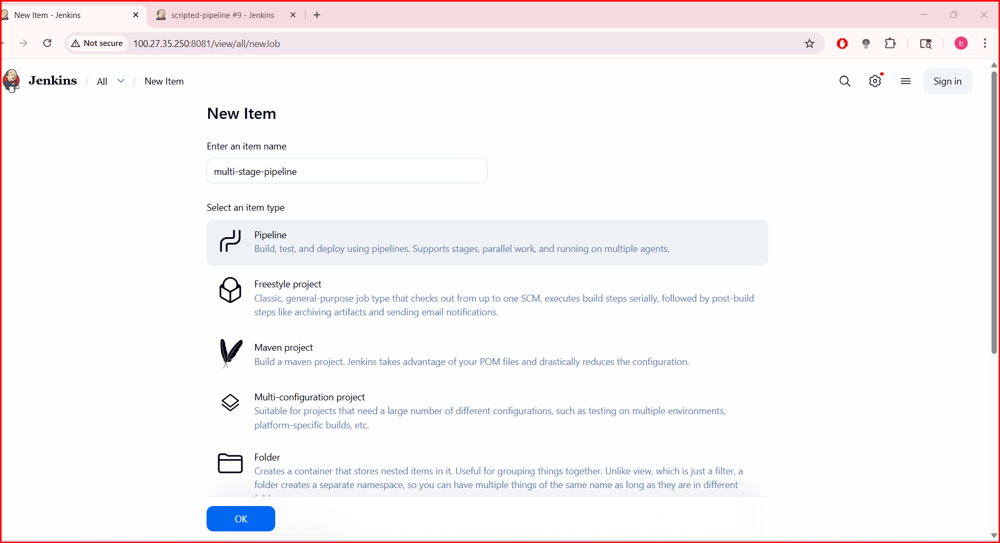 New Item - Jenkins
scripted-pipeline #9 - Jenkins
Not secure
100.27.35.250:8081/view/all/newJob
b
Jenkins / All / New Item
Sign in
New Item
Enter an item name
multi-stage-pipeline
Select an item type
Pipeline
Build, test, and deploy using pipelines. Supports stages, parallel work, and running on multiple agents.
Freestyle project
Classic, general-purpose job type that checks out from up to one SCM, executes build steps serially, followed by post-build
steps like archiving artifacts and sending email notifications.
Maven project
Build a maven project. Jenkins takes advantage of your POM files and drastically reduces the configuration.
Multi-configuration project
Suitable for projects that need a large number of different configurations, such as testing on multiple environments,
platform-specific builds, etc.
Folder
Creates a container that stores nested items in it. Useful for grouping things together. Unlike view, which is just a filter, a
folder creates a separate namespace, so you can have multiple things of the same name as long as they are in different
OK